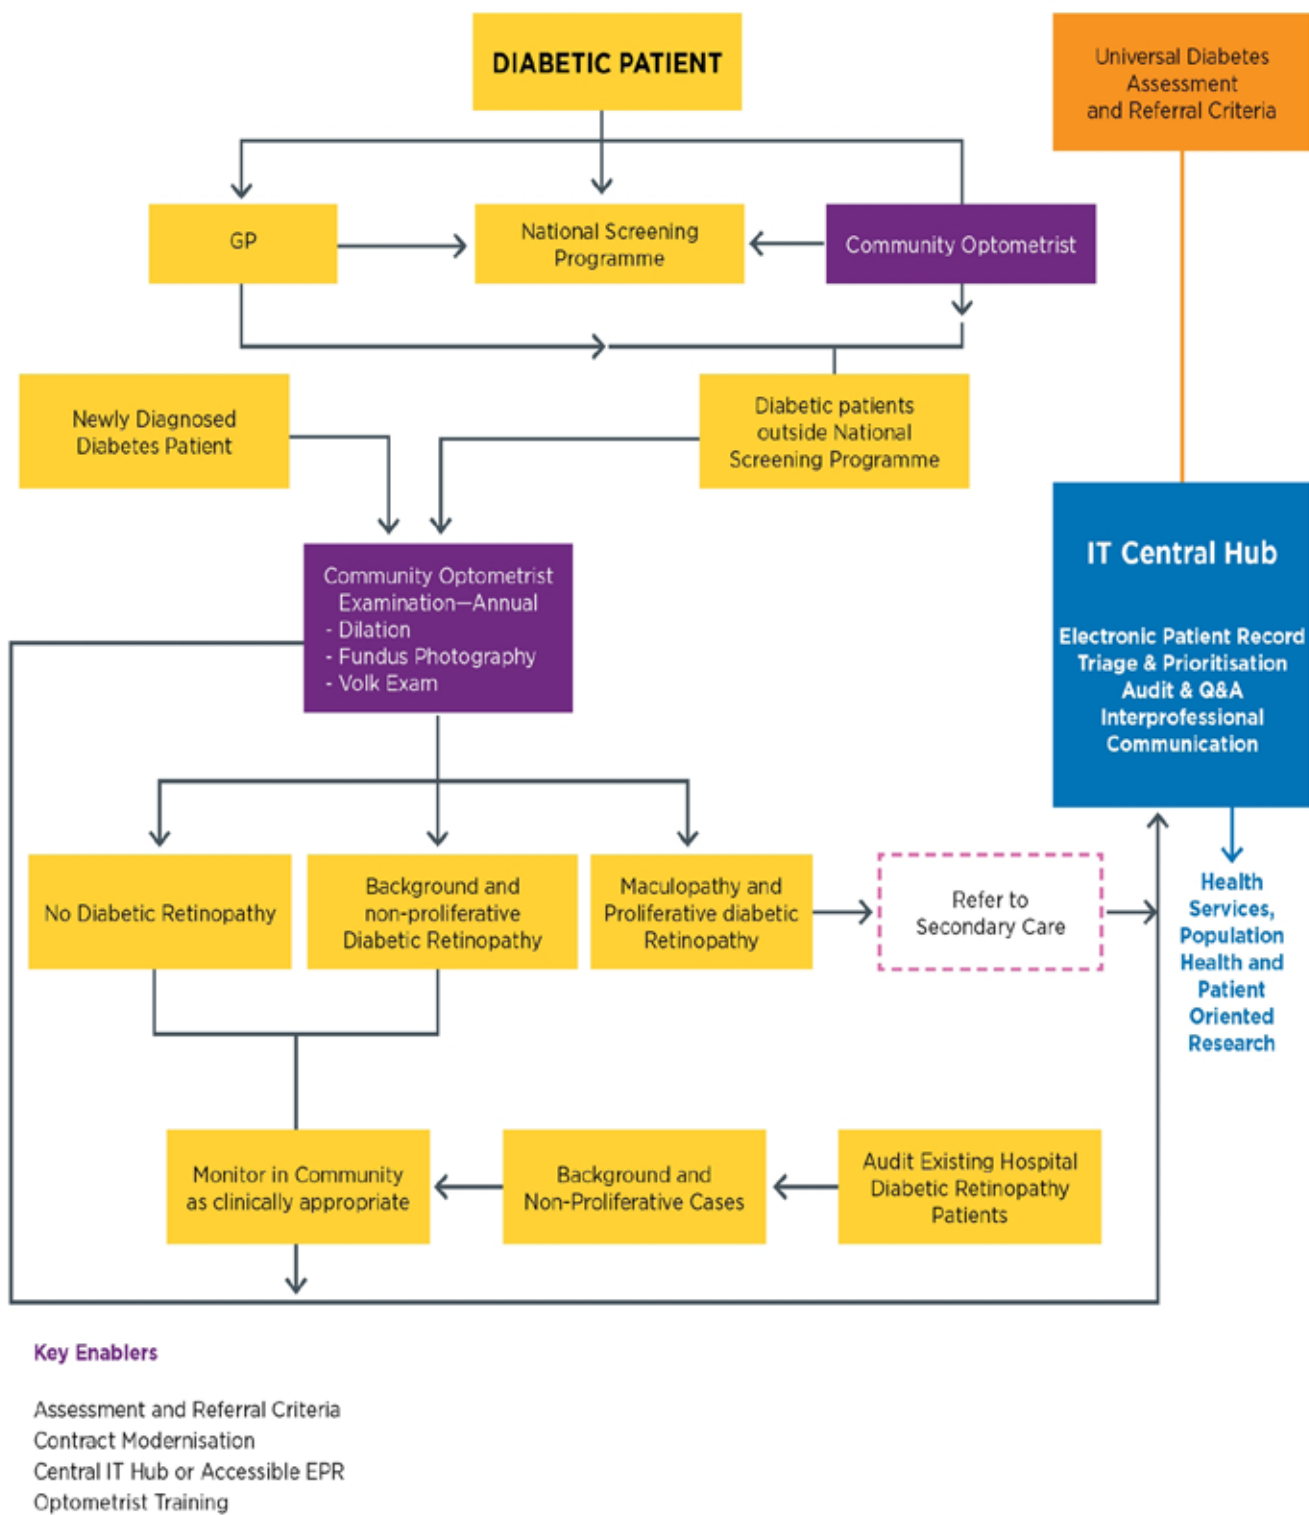 DIABETIC PATIENT
Universal Diabetes
Assessment
and Referral Criteria
GP
National Screening
Programme
Community Optometrist
Newly Diagnosed
Diabetes Patient
Diabetic patients
outside National
Screening Programme
Community Optometrist
Examination—Annual
- Dilation
- Fundus Photography
- Volk Exam
IT Central Hub
Electronic Patient Record
Triage & Prioritisation
Audit & Q&A
Interprofessional
Communication
No Diabetic Retinopathy
Background and
non-proliferative
Diabetic Retinopathy
Maculopathy and
Proliferative diabetic
Retinopathy
Refer to
Secondary Care
Health
Services,
Population
Health and
Patient
Oriented
Research
Monitor in Community
as clinically appropriate
Background and
Non-Proliferative Cases
Audit Existing Hospital
Diabetic Retinopathy
Patients
Key Enablers
Assessment and Referral Criteria
Contract Modernisation
Central IT Hub or Accessible EPR
Optometrist Training